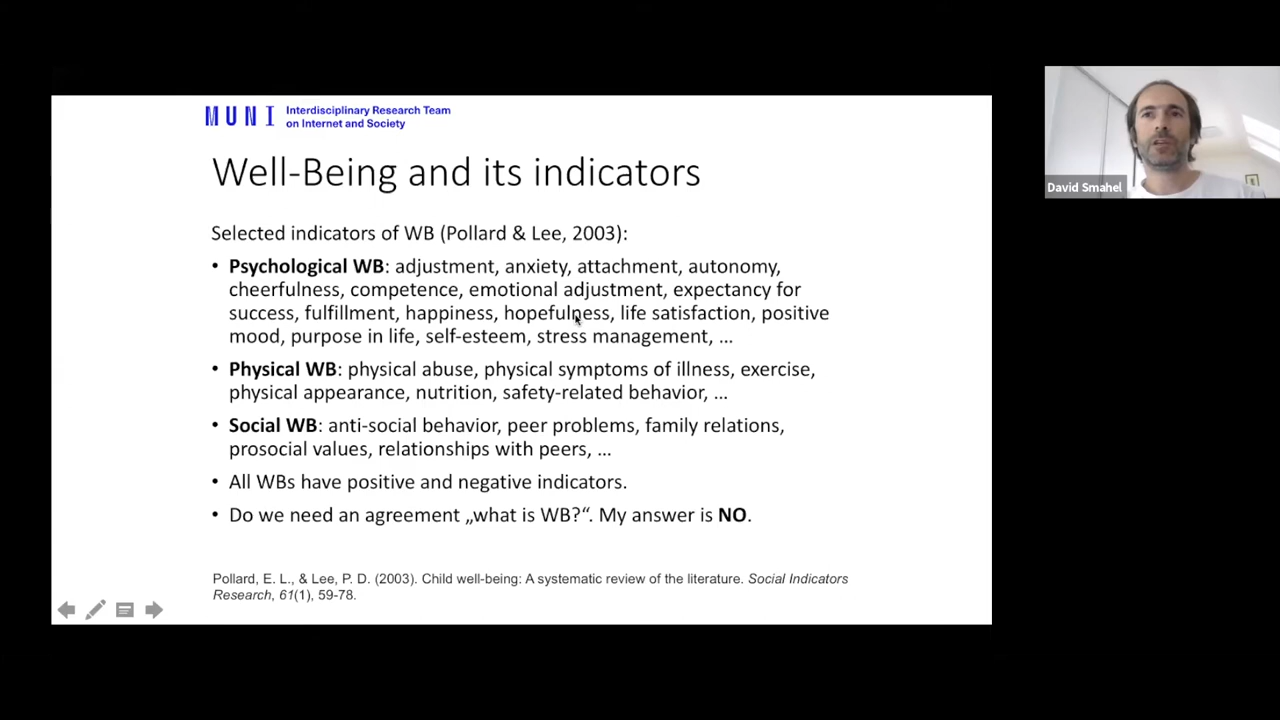 MUNI
Interdisciplinary Research Team
on Internet and Society
Well-Being and its indicators
Selected indicators of WB (Pollard & Lee, 2003):
• Psychological WB: adjustment, anxiety, attachment, autonomy,
cheerfulness, competence, emotional adjustment, expectancy for
success, fulfillment, happiness, hopefulness, life satisfaction, positive
mood, purpose in life, self-esteem, stress management, ...
• Physical WB: physical abuse, physical symptoms of illness, exercise,
physical appearance, nutrition, safety-related behavior, ...
• Social WB: anti-social behavior, peer problems, family relations,
prosocial values, relationships with peers, ...
• All WBs have positive and negative indicators.
• Do we need an agreement „what is WB?“. My answer is NO.
Pollard, E. L., & Lee, P. D. (2003). Child well-being: A systematic review of the literature. Social Indicators
Research, 61(1), 59-78.
David Smahel